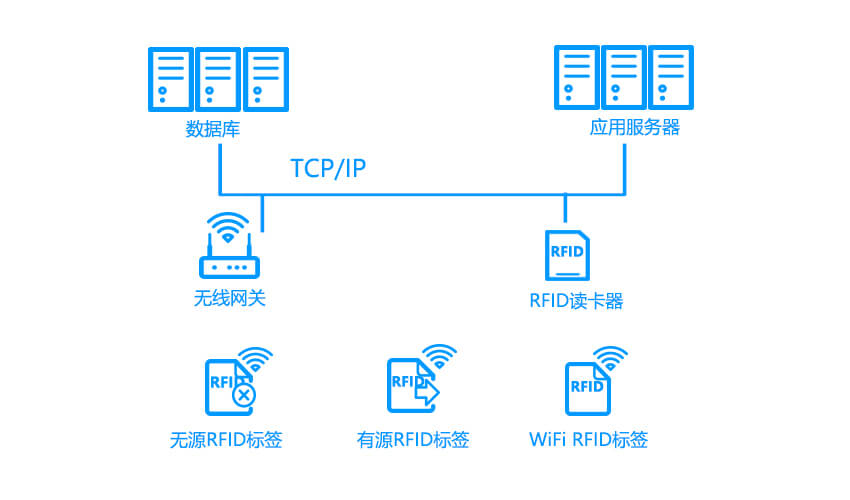 数据库
应用服务器
TCP/IP
RFID
无线网关
RFID读卡器
RFID
RFID
RFID
无源RFID标签
有源RFID标签
WiFi RFID标签